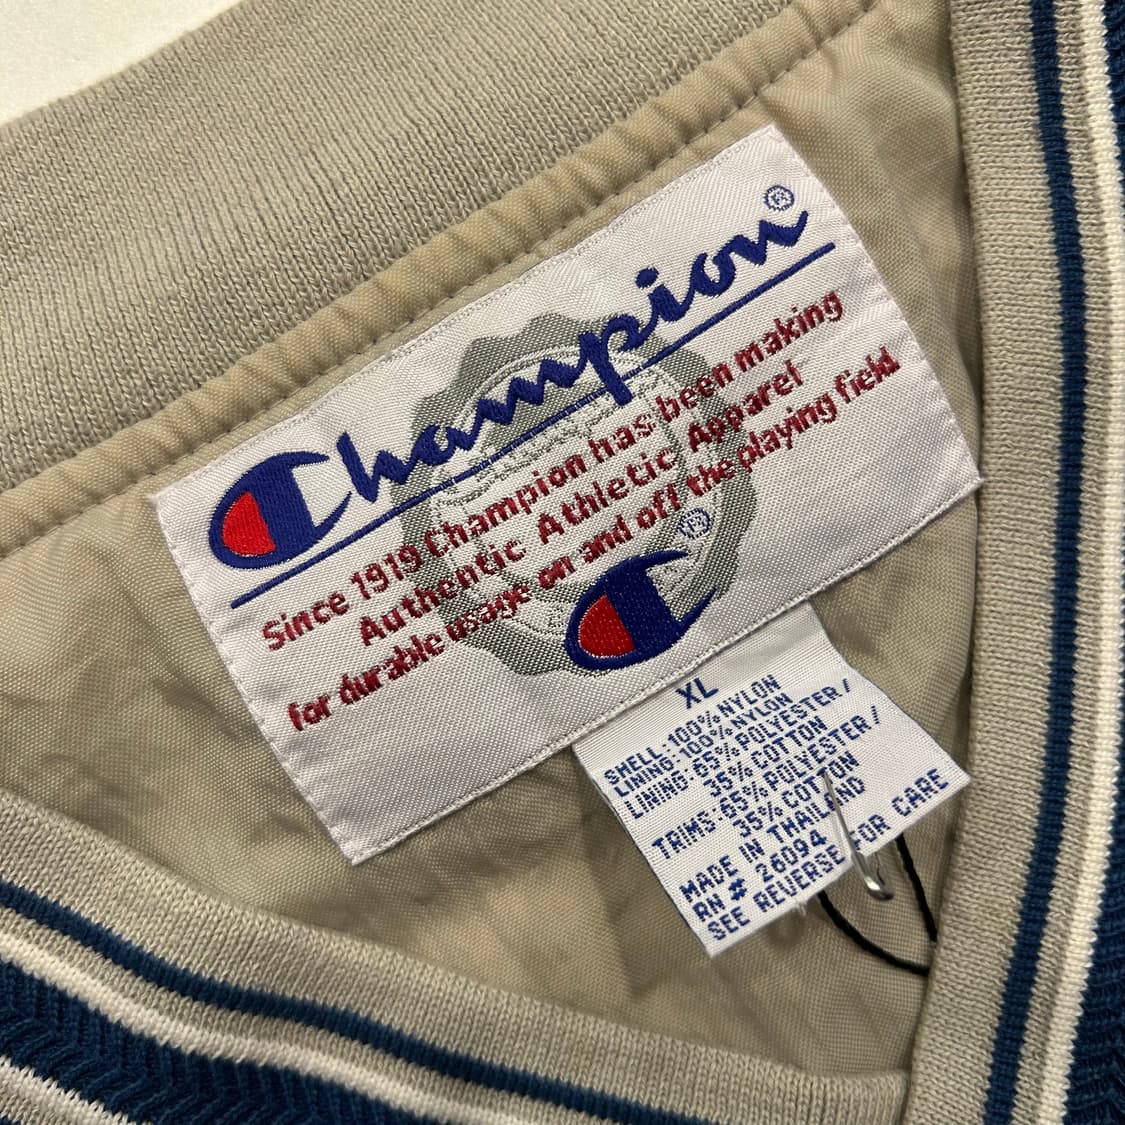 Champion®
Since 1919 Champion has been making
Authentic Athletic Apparel
for durable usage on and off the playing field
®
XL
SHELL:100% NYLON
LINING:100% NYLON
LINING:65% POLYESTER/
35% COTTON
TRIMS:65% POLYESTER/
35% COTTON
MADE IN THAILAND
RN# 26094
SEE REVERSE FOR CARE